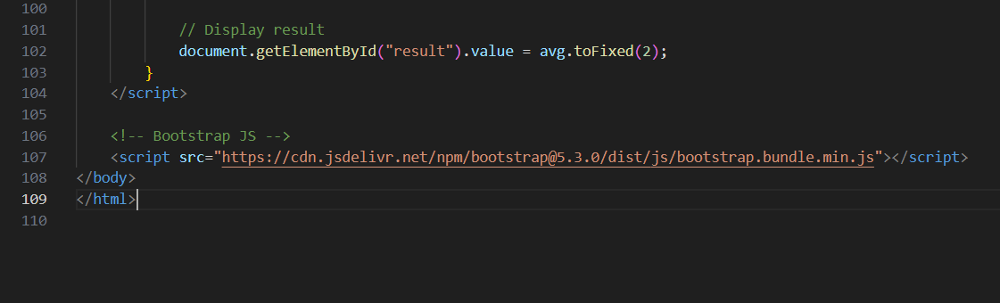 100
101 // Display result
102 document.getElementById("result").value = avg.toFixed(2);
103 }
104 </script>
105
106 <!-- Bootstrap JS -->
107 <script src="https://cdn.jsdelivr.net/npm/bootstrap@5.3.0/dist/js/bootstrap.bundle.min.js"></script>
108 </body>
109 </html>
110